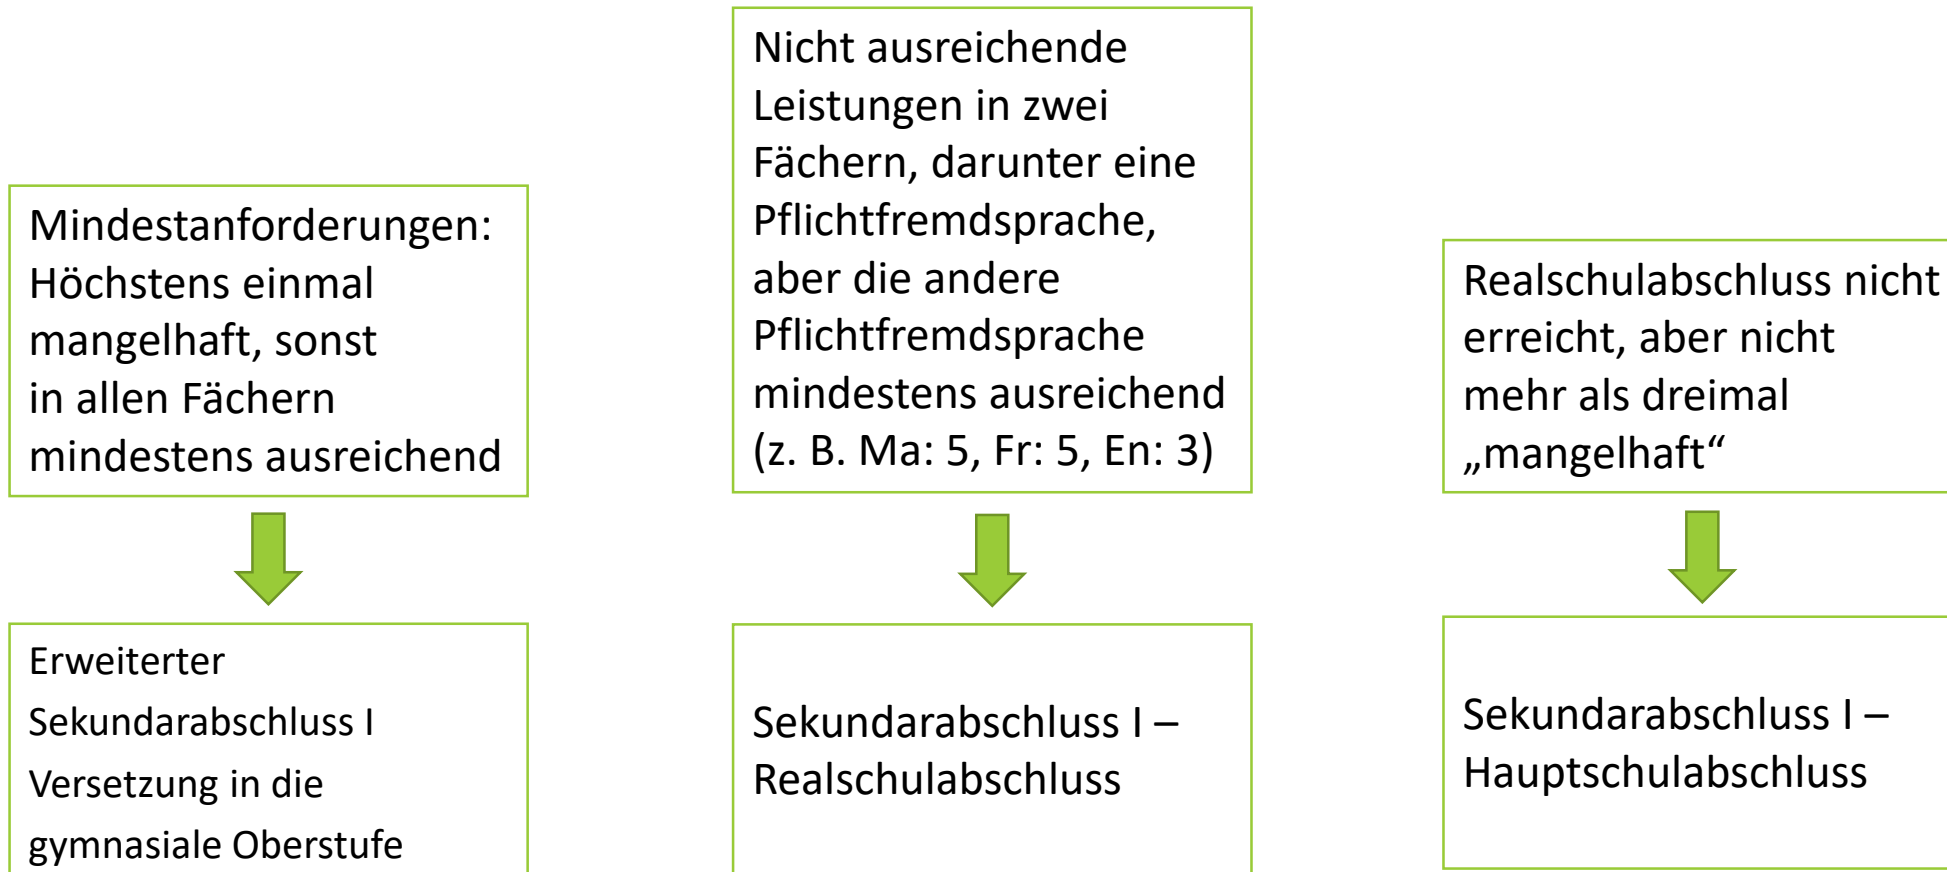 Mindestanforderungen:
Höchstens einmal
mangelhaft, sonst
in allen Fächern
mindestens ausreichend
Erweiterter
Sekundarabschluss I
Versetzung in die
gymnasiale Oberstufe
Nicht ausreichende
Leistungen in zwei
Fächern, darunter eine
Pflichtfremdsprache,
aber die andere
Pflichtfremdsprache
mindestens ausreichend
(z. B. Ma: 5, Fr: 5, En: 3)
Sekundarabschluss I –
Realschulabschluss
Realschulabschluss nicht
erreicht, aber nicht
mehr als dreimal
„mangelhaft“
Sekundarabschluss I –
Hauptschulabschluss